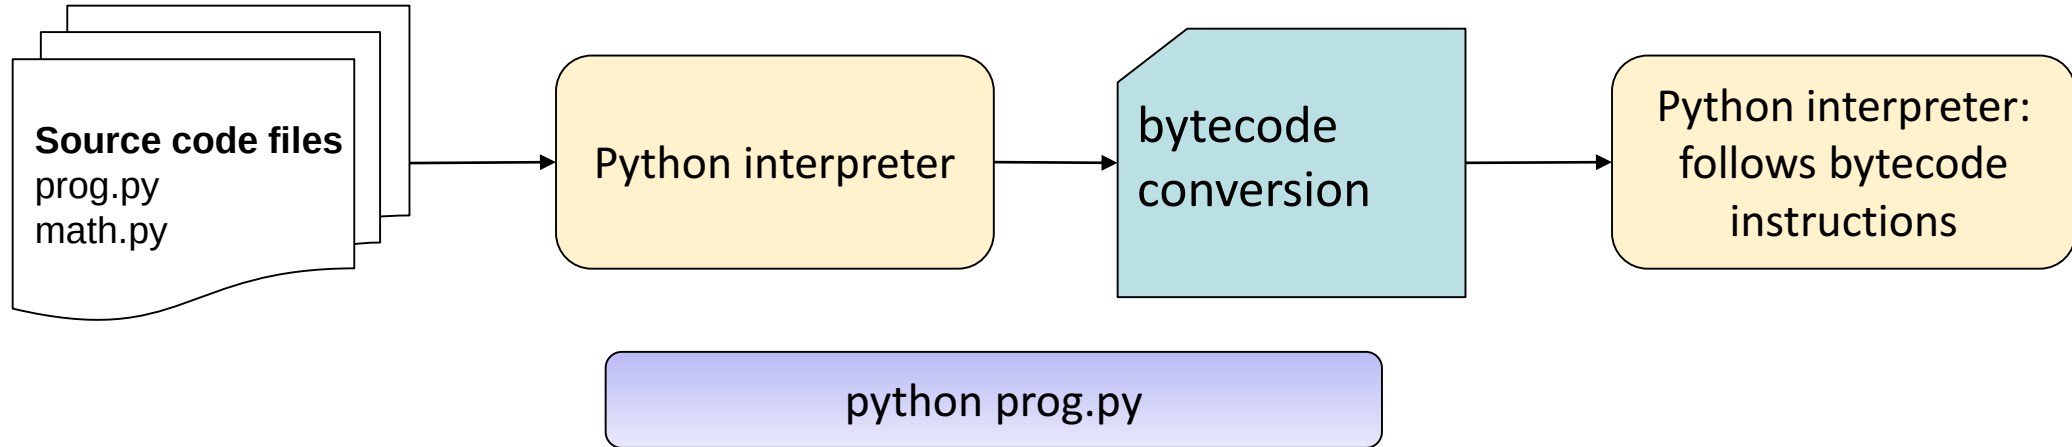 Source code files
prog.py
math.py
Python interpreter
bytecode
conversion
Python interpreter:
follows bytecode
instructions
python prog.py